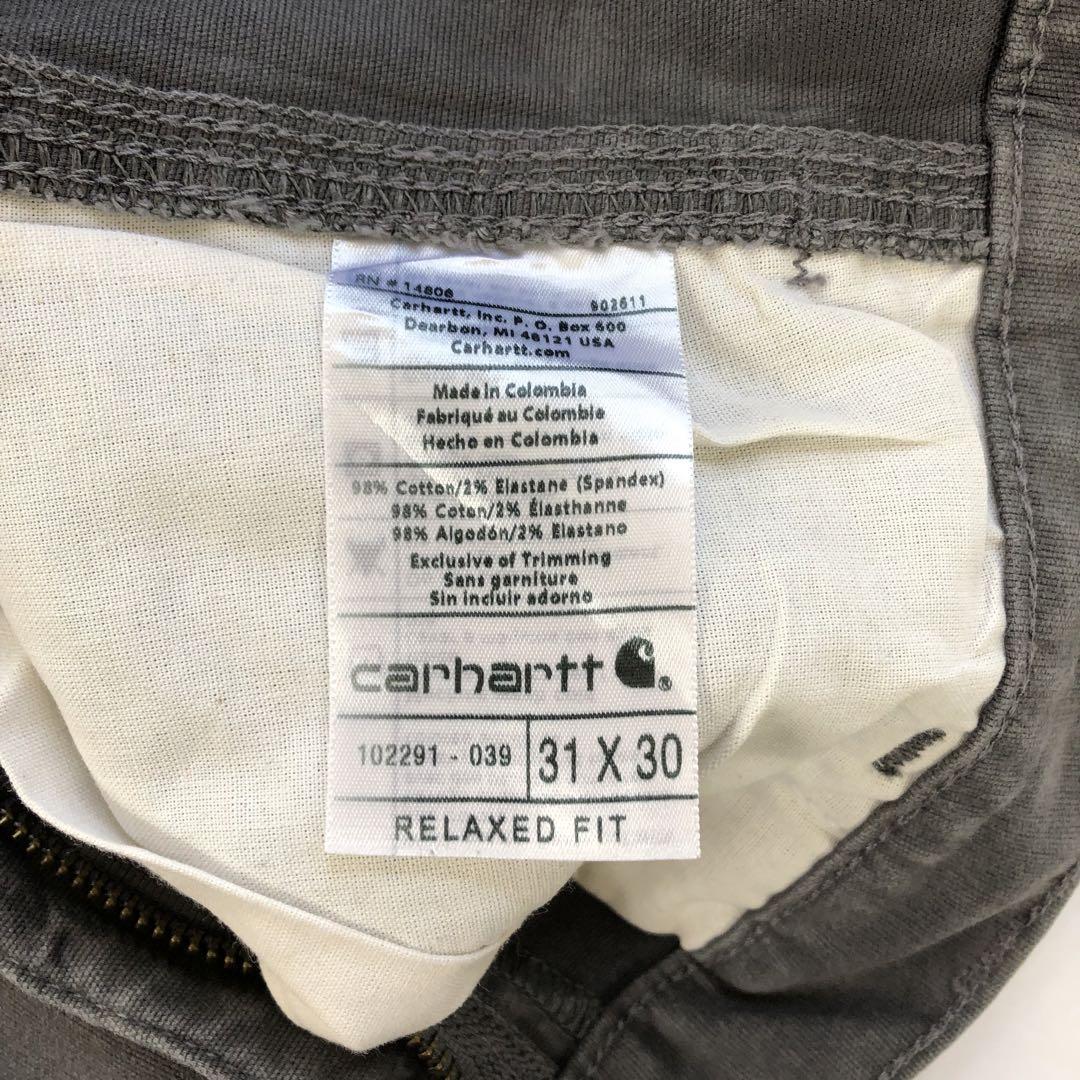 RN # 14806 902611
Carhartt, Inc. P. O. Box 600
Dearborn, MI 48121 USA
Carhartt.com
Made in Colombia
Fabriqué au Colombie
Hecho en Colombia
98% Cotton/2% Elastane (Spandex)
98% Coton/2% Élasthanne
98% Algodón/2% Elastano
Exclusive of Trimming
Sans garniture
Sin incluir adorno
carhartt ®
102291 - 039 31 X 30
RELAXED FIT